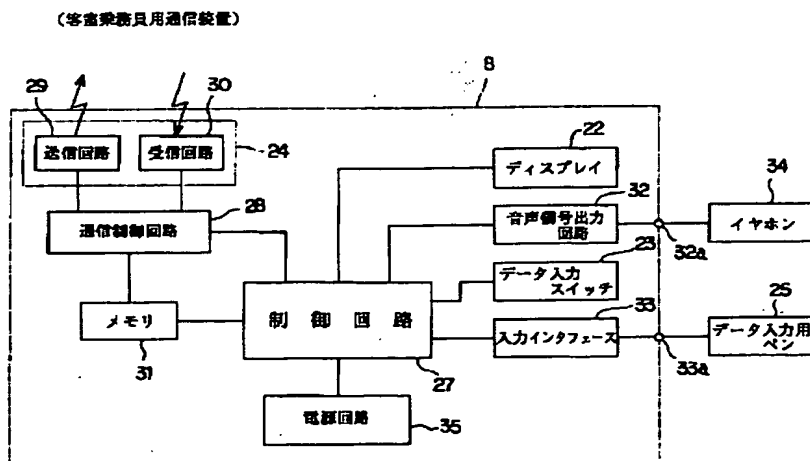 (客室乗務員用通信装置)
8
29
30
送信回路
受信回路
24
22
ディスプレイ
28
通信制御回路
32
音声信号出力
回路
32a
34
イヤホン
23
データ入力
スイッチ
メモリ
31
制御回路
27
33
入力インタフェース
33a
25
データ入力用
ペン
電源回路
35